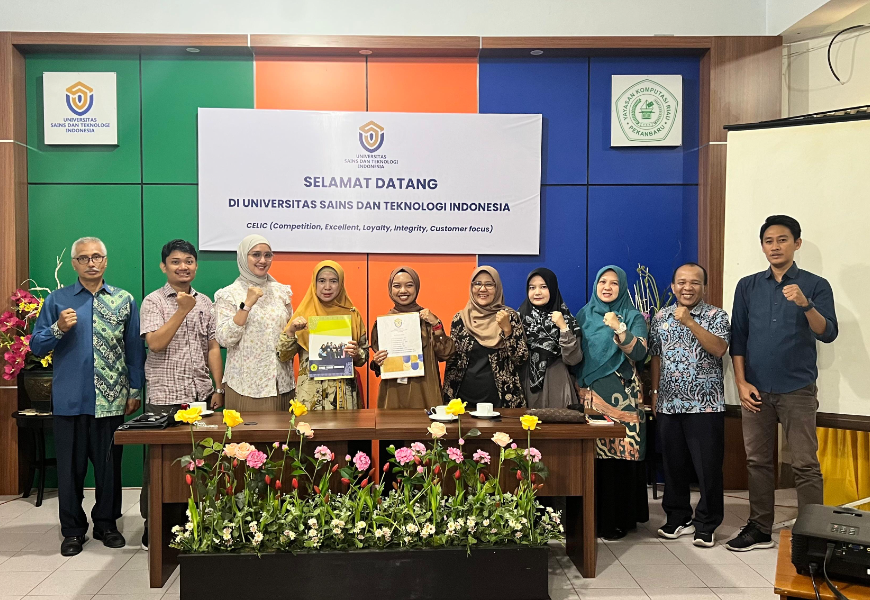 UNIVERSITAS
SAINS DAN TEKNOLOGI
INDONESIA
UNIVERSITAS
SAINS DAN TEKNOLOGI
INDONESIA
SELAMAT DATANG
DI UNIVERSITAS SAINS DAN TEKNOLOGI INDONESIA
CELIC (Competition, Excellent, Loyalty, Integrity, Customer focus)
YAYASAN KOMPUTASI RIAU
PEKANBARU